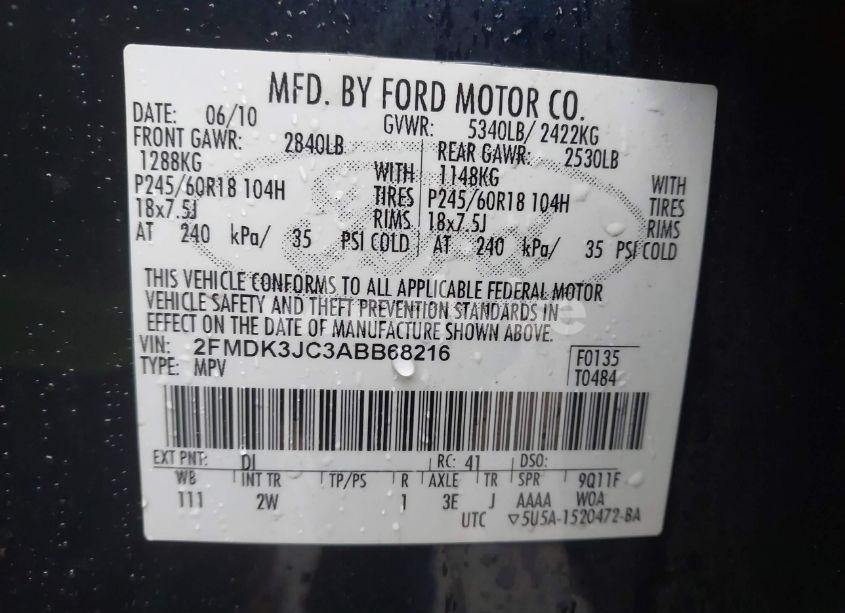 MFD. BY FORD MOTOR CO.
DATE: 06/10 GVWR: 5340LB/ 2422KG
FRONT GAWR: 2840LB REAR GAWR: 2530LB
1288KG WITH 1148KG WITH
P245/60R18 104H TIRES P245/60R18 104H TIRES
18x7.5J RIMS 18x7.5J RIMS
AT 240 kPa/ 35 PSI COLD AT 240 kPa/ 35 PSI COLD
THIS VEHICLE CONFORMS TO ALL APPLICABLE FEDERAL MOTOR
VEHICLE SAFETY AND THEFT PREVENTION STANDARDS IN
EFFECT ON THE DATE OF MANUFACTURE SHOWN ABOVE.
VIN: 2FMDK3JC3ABB68216 F0135
TYPE: MPV T0484
EXT PNT: DI RC: 41 DSO:
WB INT TR TP/PS R AXLE TR SPR 9Q11F
111 2W 1 3E J AAAA WOA
UTC ▽5U5A-1520472-BA